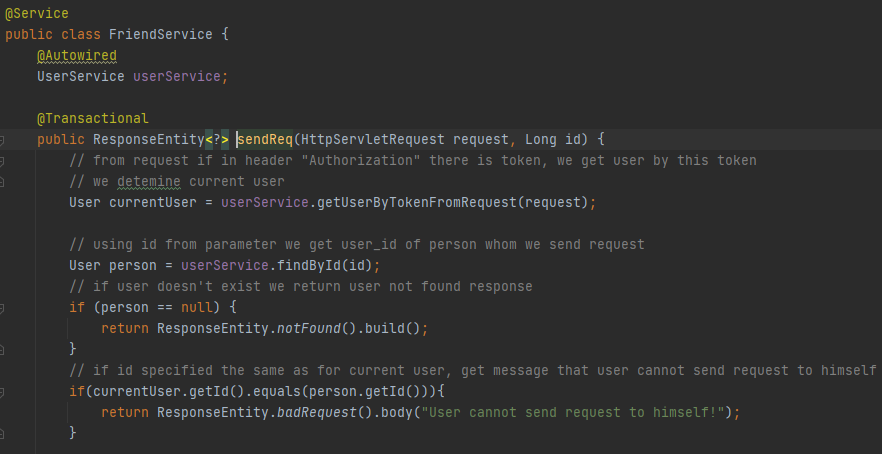 @Service
public class FriendService {
    @Autowired
    UserService userService;

    @Transactional
    public ResponseEntity<?> sendReq(HttpServletRequest request, Long id) {
        // from request if in header "Authorization" there is token, we get user by this token
        // we detemine current user
        User currentUser = userService.getUserByTokenFromRequest(request);

        // using id from parameter we get user_id of person whom we send request
        User person = userService.findById(id);
        // if user doesn't exist we return user not found response
        if (person == null) {
            return ResponseEntity.notFound().build();
        }
        // if id specified the same as for current user, get message that user cannot send request to himself
        if(currentUser.getId().equals(person.getId())){
            return ResponseEntity.badRequest().body("User cannot send request to himself!");
        }